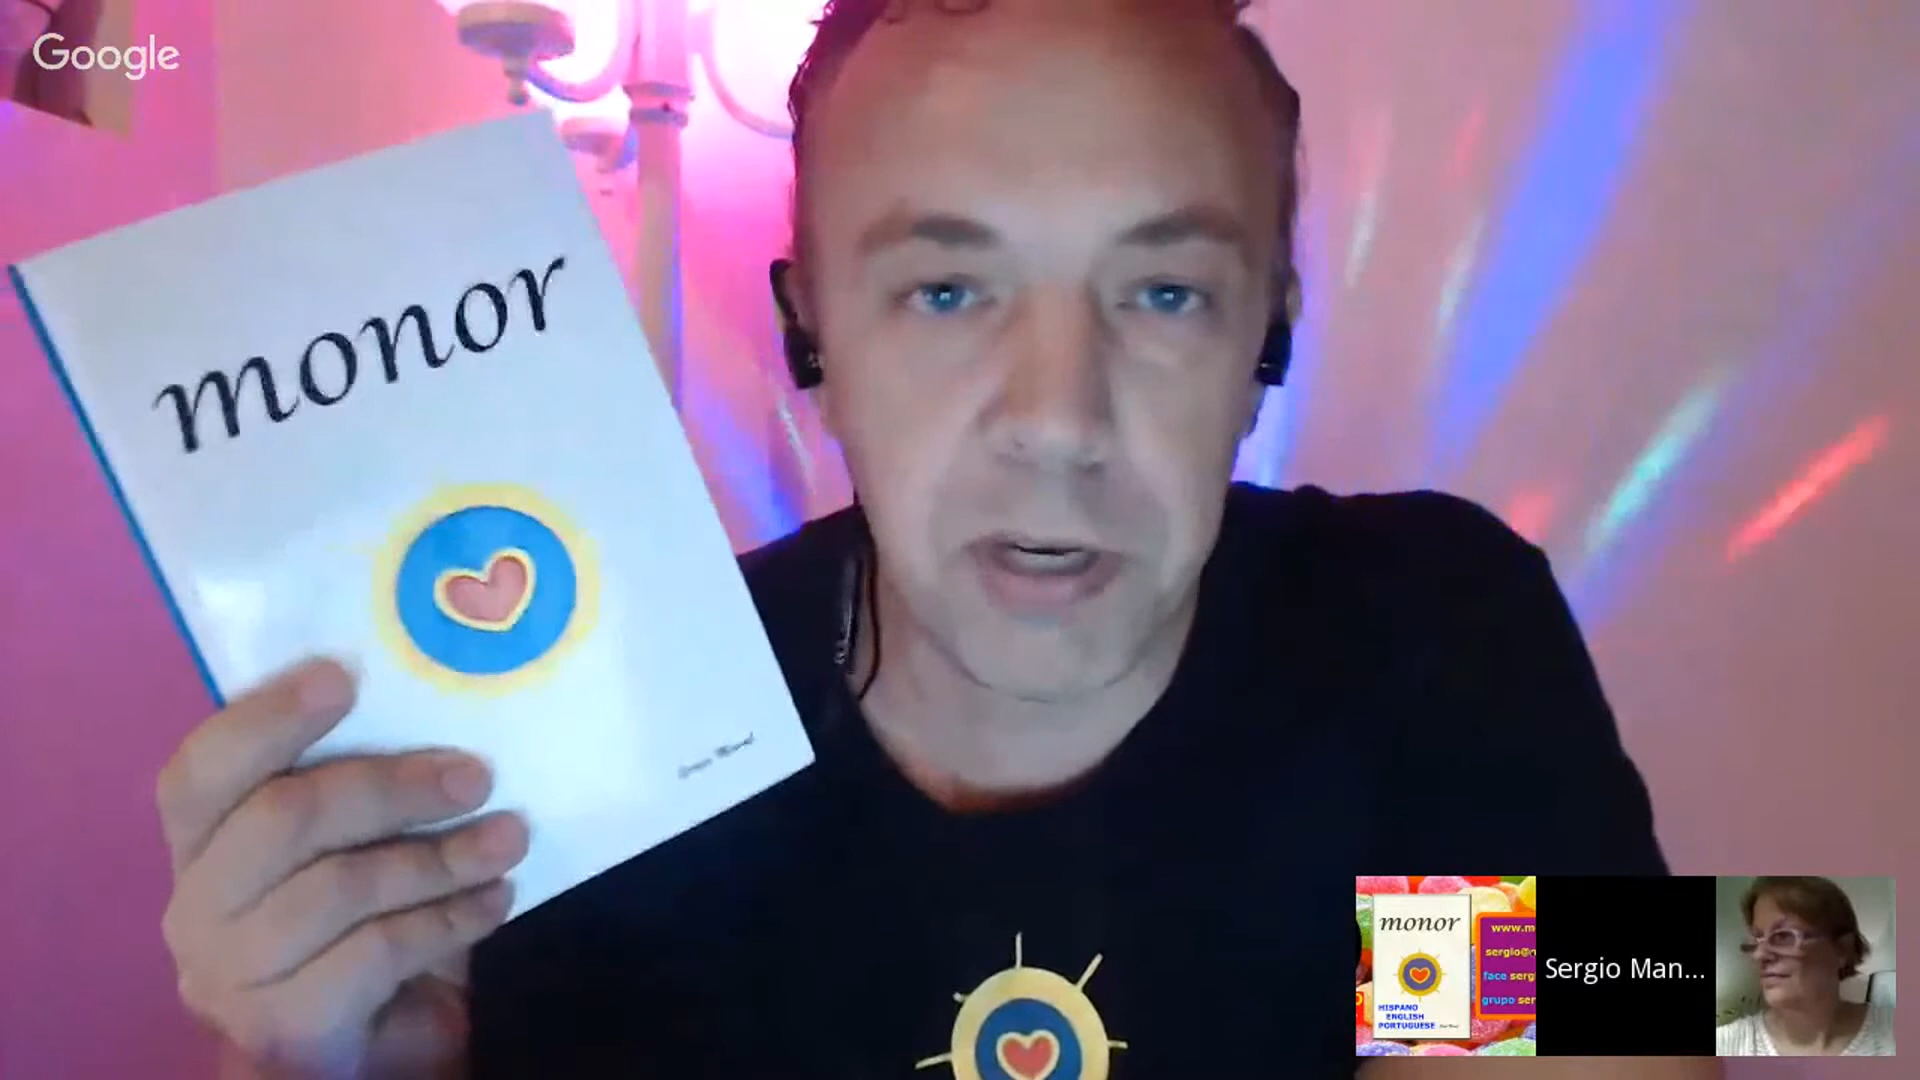 Google
monor
monor
HISPANO
ENGLISH
PORTUGUESE
www.m
sergio@
face serg
grupo ser
Sergio Man...